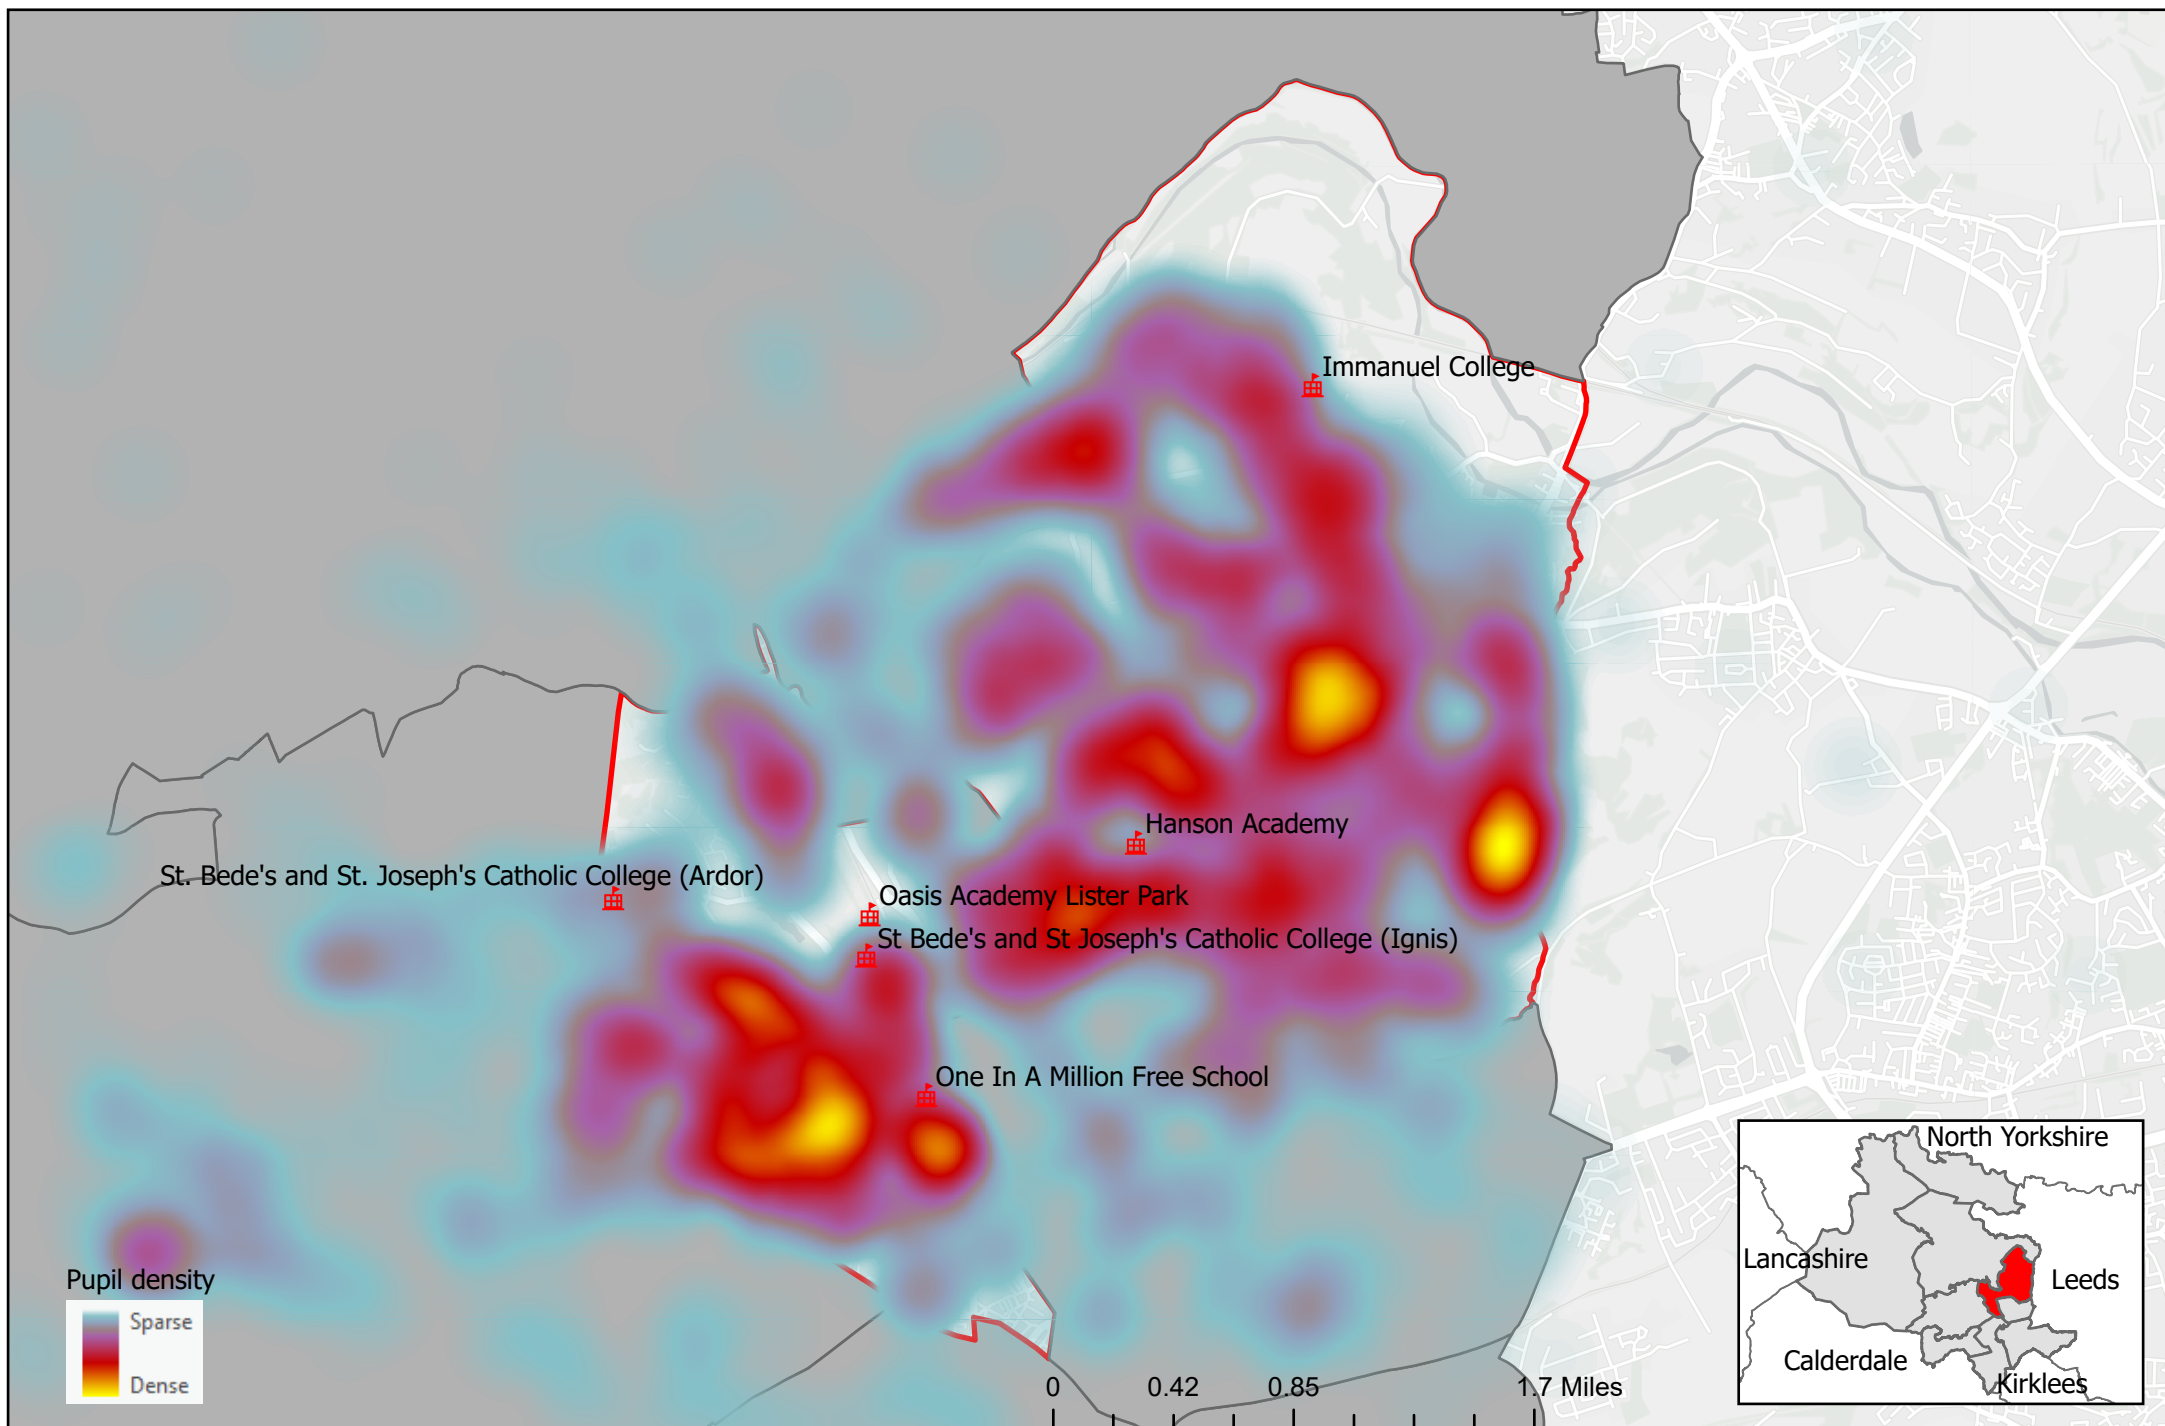 Immanuel College
Hanson Academy
St. Bede's and St. Joseph's Catholic College (Ardor)
Oasis Academy Lister Park
St Bede's and St Joseph's Catholic College (Ignis)
One In A Million Free School
Pupil density
Sparse
Dense
0 0.42 0.85 1.7 Miles
North Yorkshire
Lancashire
Leeds
Calderdale
Kirklees